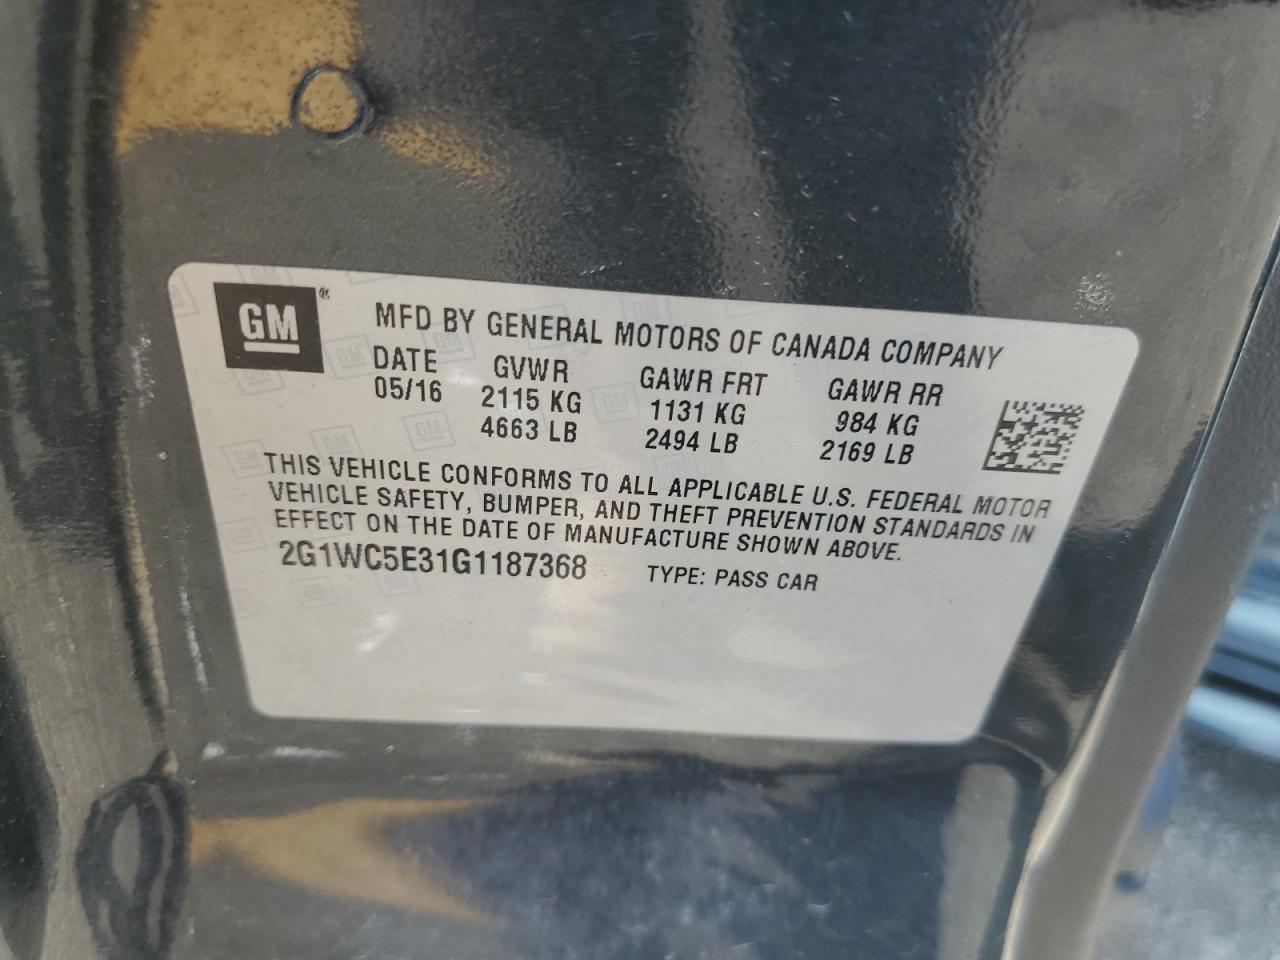 GM®
MFD BY GENERAL MOTORS OF CANADA COMPANY
DATE GVWR GAWR FRT GAWR RR
05/16 2115 KG 1131 KG 984 KG
4663 LB 2494 LB 2169 LB
THIS VEHICLE CONFORMS TO ALL APPLICABLE U.S. FEDERAL MOTOR
VEHICLE SAFETY, BUMPER, AND THEFT PREVENTION STANDARDS IN
EFFECT ON THE DATE OF MANUFACTURE SHOWN ABOVE.
2G1WC5E31G1187368 TYPE: PASS CAR